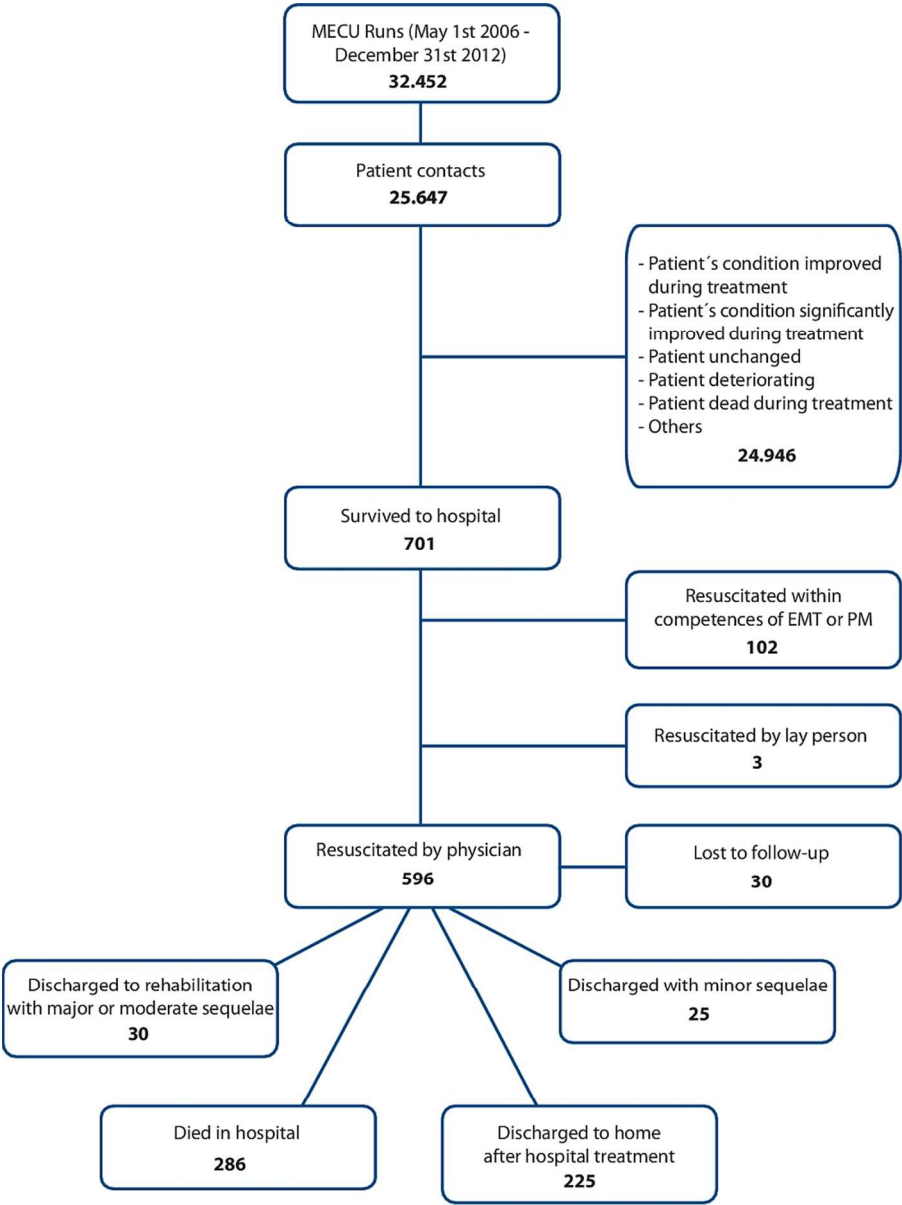 MECU Runs (May 1st 2006 -
December 31st 2012)
32.452
Patient contacts
25.647
- Patient´s condition improved
during treatment
- Patient´s condition significantly
improved during treatment
- Patient unchanged
- Patient deteriorating
- Patient dead during treatment
- Others
24.946
Survived to hospital
701
Resuscitated within
competences of EMT or PM
102
Resuscitated by lay person
3
Resuscitated by physician
596
Lost to follow-up
30
Discharged to rehabilitation
with major or moderate sequelae
30
Discharged with minor sequelae
25
Died in hospital
286
Discharged to home
after hospital treatment
225